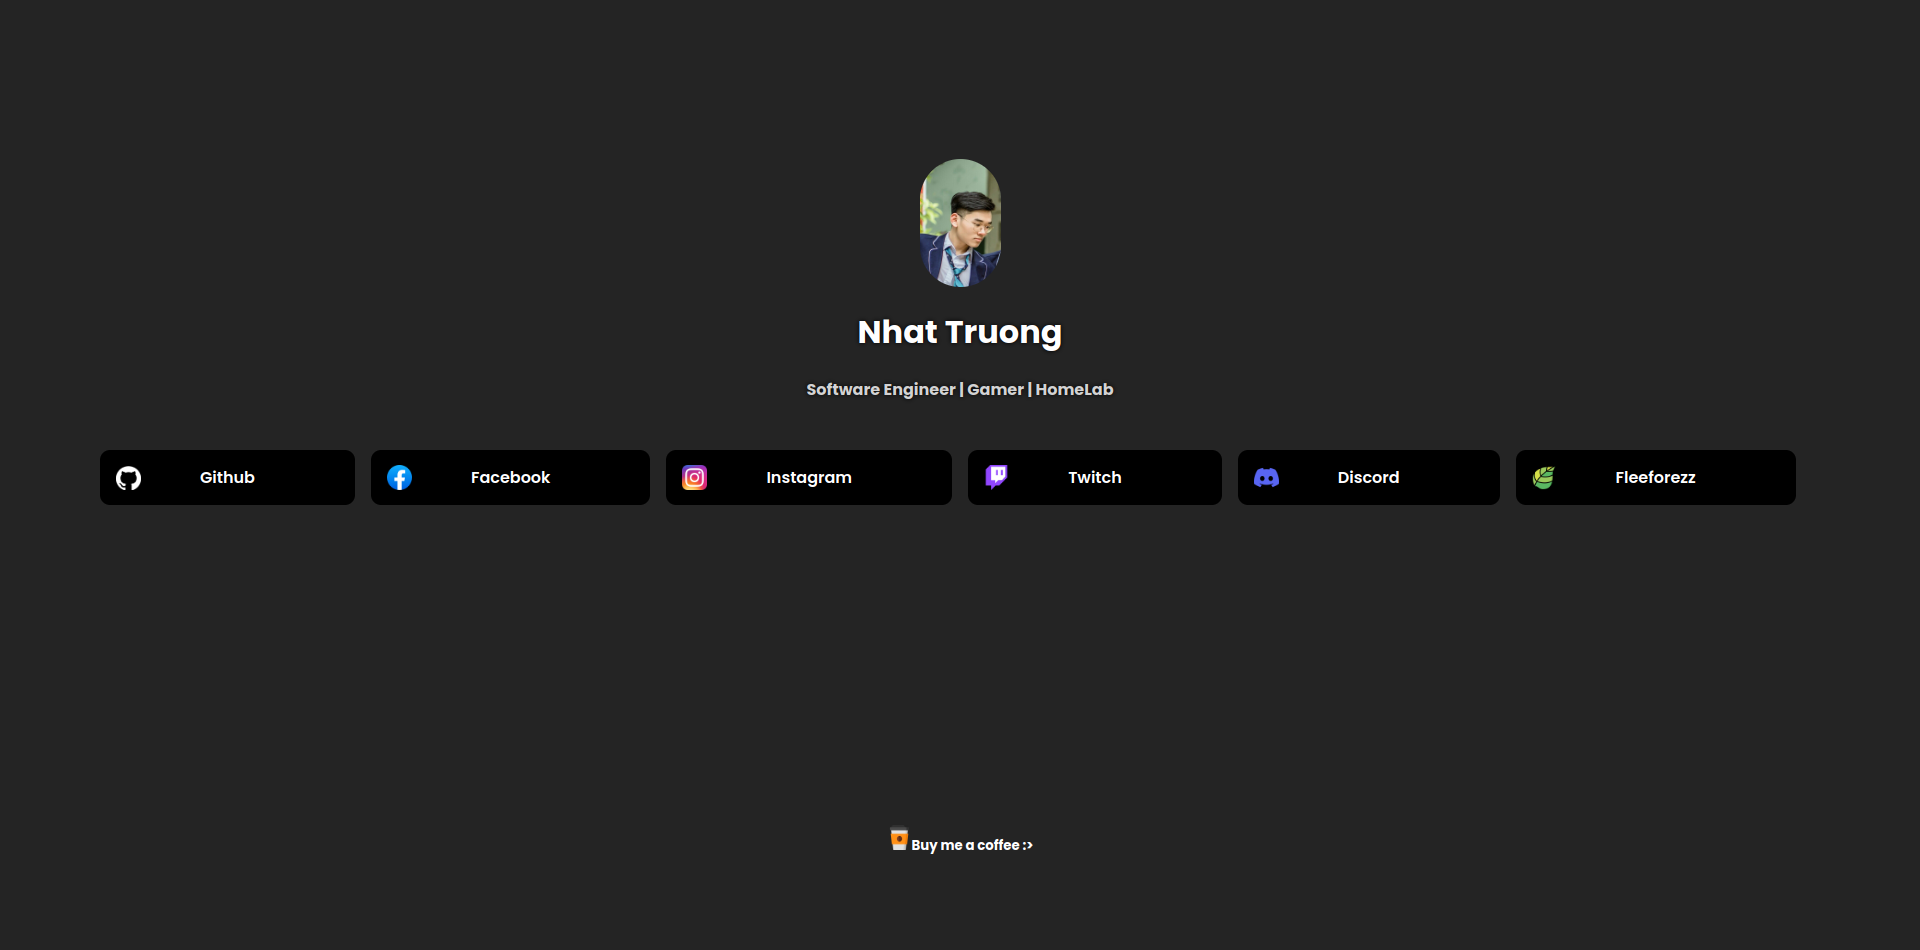 Nhat Truong
Software Engineer | Gamer | HomeLab
Github
Facebook
Instagram
Twitch
Discord
Fleeforezz
Buy me a coffee :>